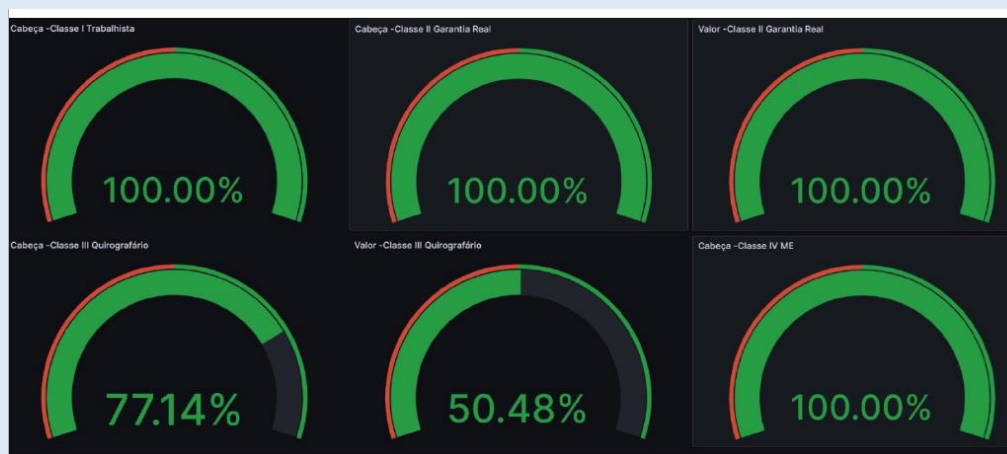 Cabeça -Classe I Trabalhista
100.00%
Cabeça -Classe II Garantia Real
100.00%
Valor -Classe II Garantia Real
100.00%
Cabeça -Classe III Quirografário
77.14%
Valor -Classe III Quirografário
50.48%
Cabeça -Classe IV ME
100.00%